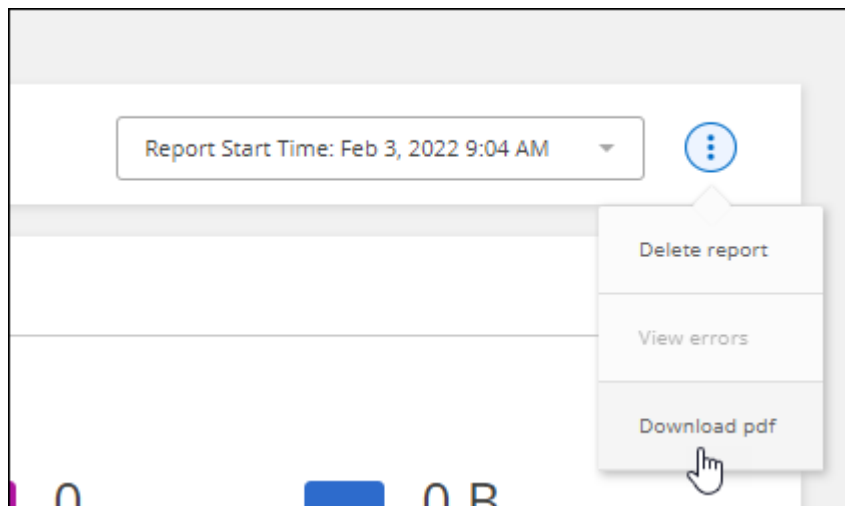 Report Start Time: Feb 3, 2022 9:04 AM
Delete report
View errors
Download pdf
0
0 B